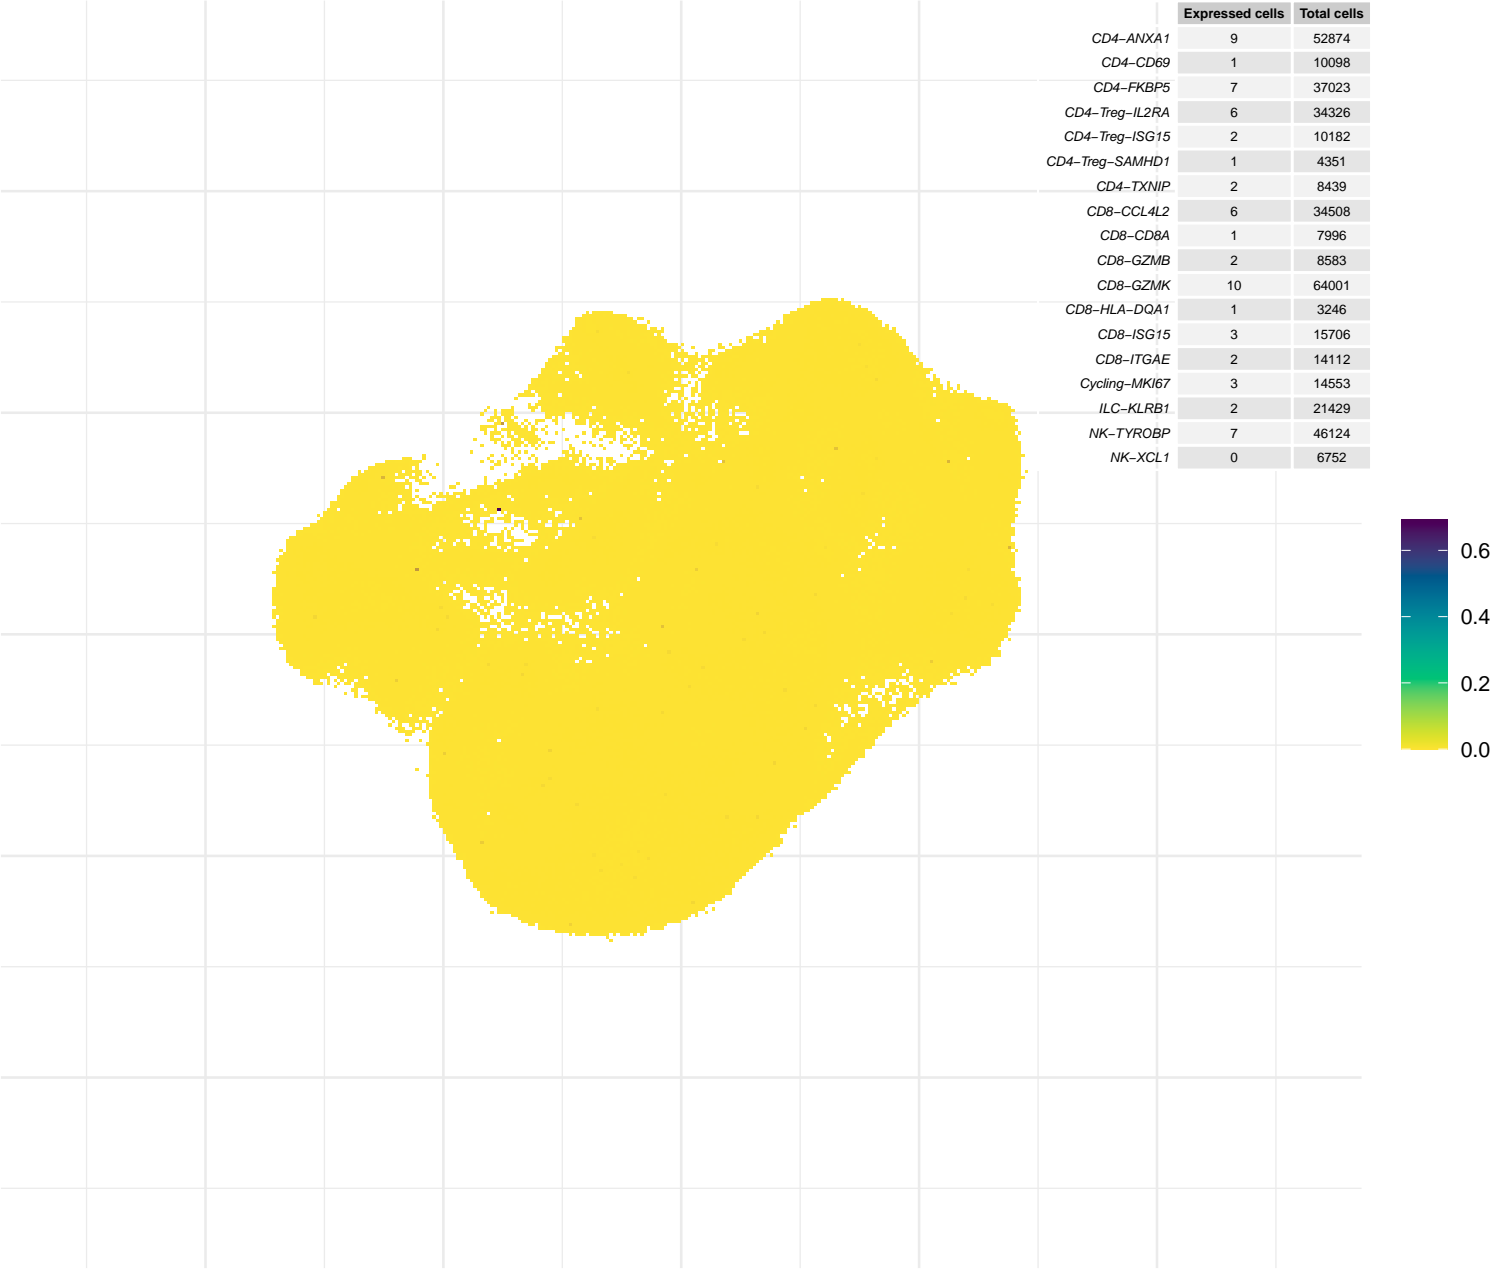 Expressed cells Total cells
CD4−ANXA1 9 52874
CD4−CD69 1 10098
CD4−FKBP5 7 37023
CD4−Treg−IL2RA 6 34326
CD4−Treg−ISG15 2 10182
CD4−Treg−SAMHD1 1 4351
CD4−TXNIP 2 8439
CD8−CCL4L2 6 34508
CD8−CD8A 1 7996
CD8−GZMB 2 8583
CD8−GZMK 10 64001
CD8−HLA−DQA1 1 3246
CD8−ISG15 3 15706
CD8−ITGAE 2 14112
Cycling−MKI67 3 14553
ILC−KLRB1 2 21429
NK−TYROBP 7 46124
NK−XCL1 0 6752
0.6
0.4
0.2
0.0